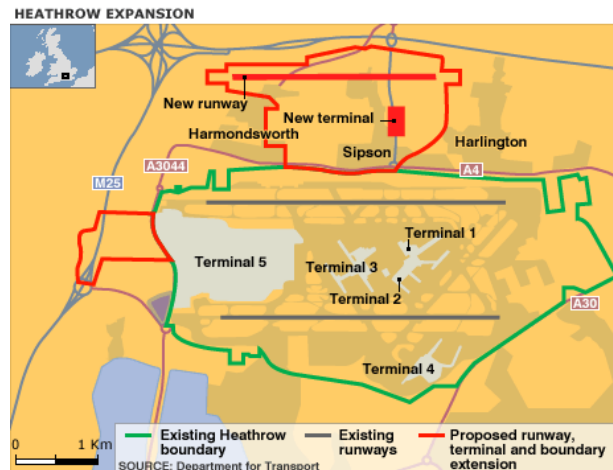 HEATHROW EXPANSION
New runway
New terminal
Harmondsworth
Sipson
Harlington
A3044
A4
M25
Terminal 1
Terminal 5
Terminal 3
Terminal 2
A30
Terminal 4
0 1 Km
Existing Heathrow
boundary
Existing
runways
Proposed runway,
terminal and boundary
extension
SOURCE: Department for Transport